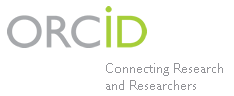 ORCiD
Connecting Research
and Researchers